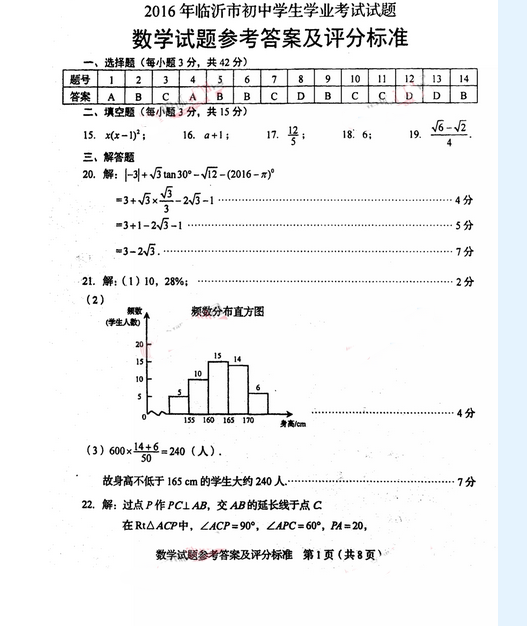 2016年临沂市初中学生学业考试试题
数学试题参考答案及评分标准
一、选择题（每小题3分，共42分）
题号 1 2 3 4 5 6 7 8 9 10 11 12 13 14
答案 A B C A B B C D B C C D D B
二、填空题（每小题3分，共15分）
15. x(x－1)²； 16. a+1； 17. 12/5； 18. 6； 19. (√6－√2)/4.
三、解答题
20. 解：|-3|+√3 tan30°－√12－(2016－π)⁰
=3+√3×√3/3－2√3－1 ………… 4分
=3+1－2√3－1 ………… 5分
=3－2√3. ………… 7分
21. 解：（1）10，28%； ………… 2分
（2）
频数
(学生人数)
频数分布直方图
20
15
10
5
0
5 10 15 14 6
155 160 165 170
身高/cm
………… 4分
（3）600×(14+6)/50=240（人）.
故身高不低于165 cm的学生大约240人. ………… 7分
22. 解：过点P作PC⊥AB，交AB的延长线于点C.
在Rt△ACP中，∠ACP=90°，∠APC=60°，PA=20，
数学试题参考答案及评分标准 第1页（共8页）